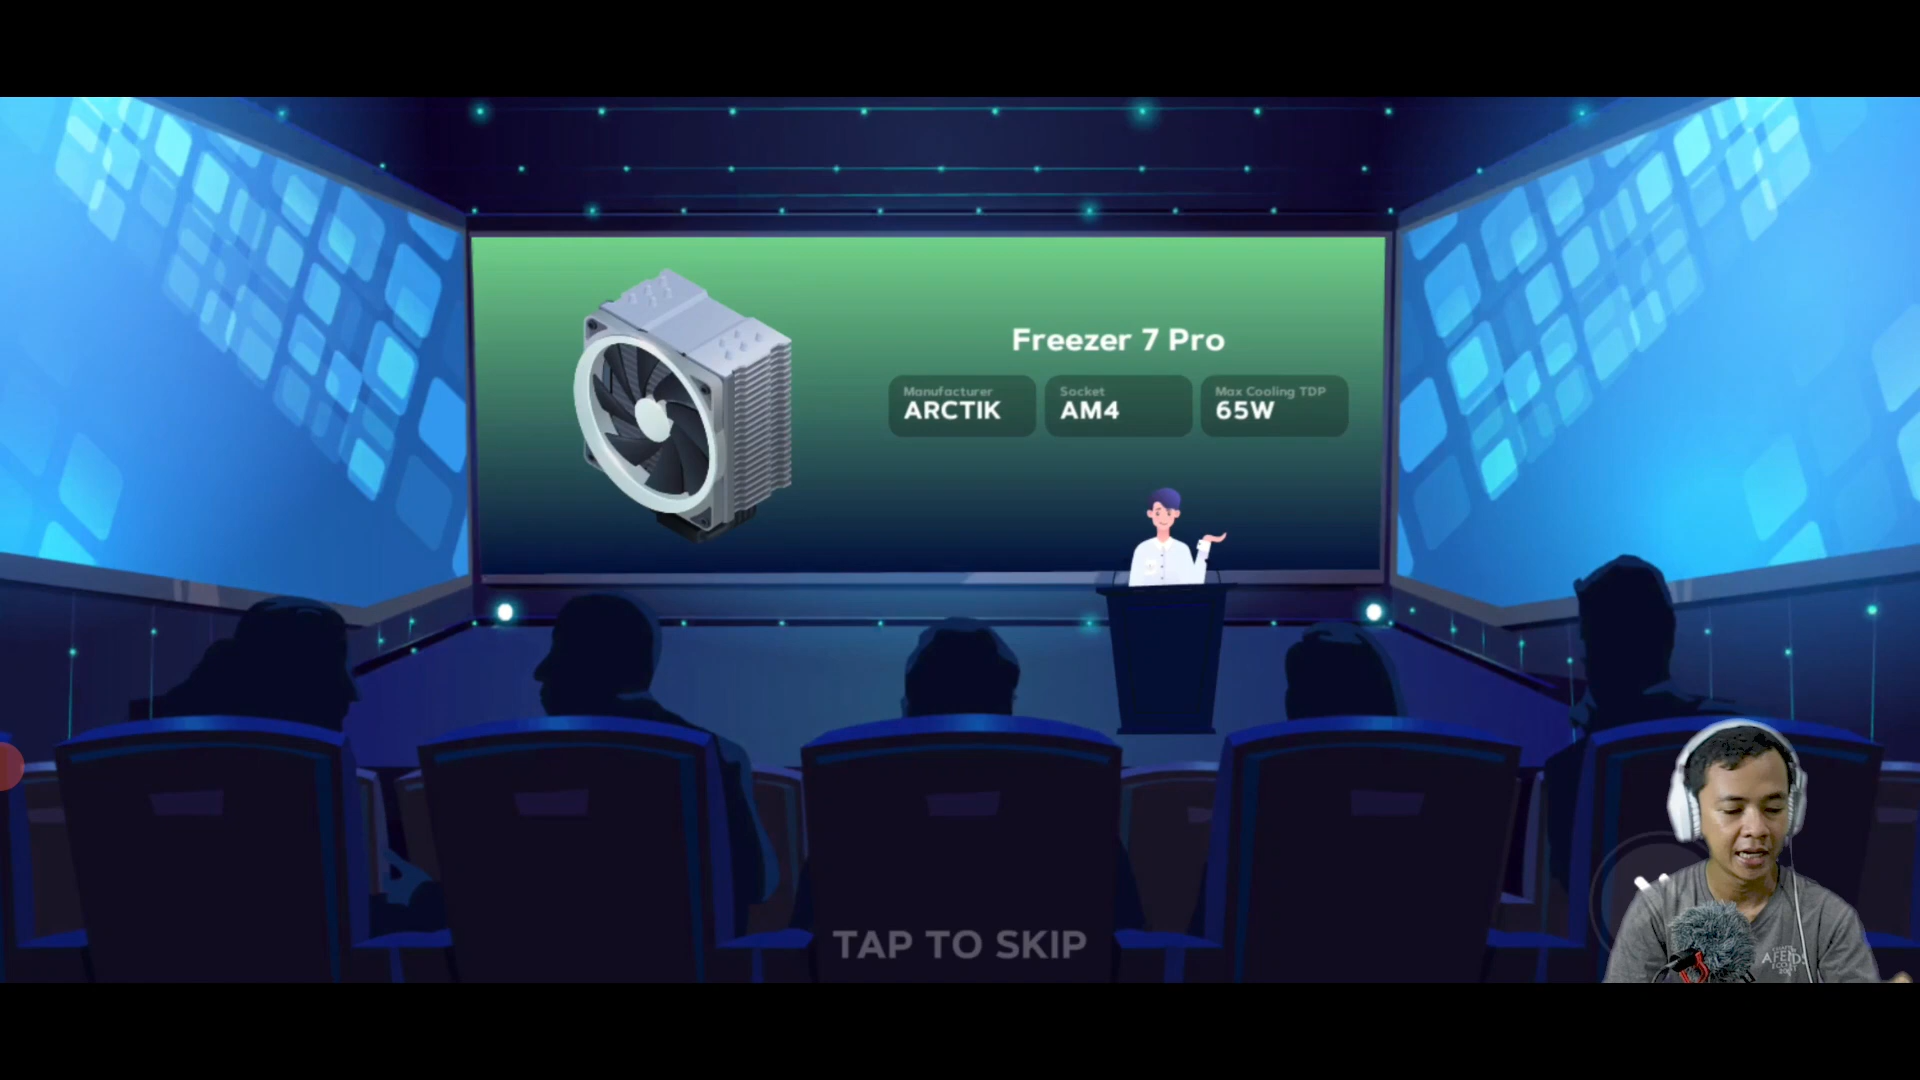 Freezer 7 Pro
Manufacturer
ARCTIK
Socket
AM4
Max Cooling TDP
65W
TAP TO SKIP